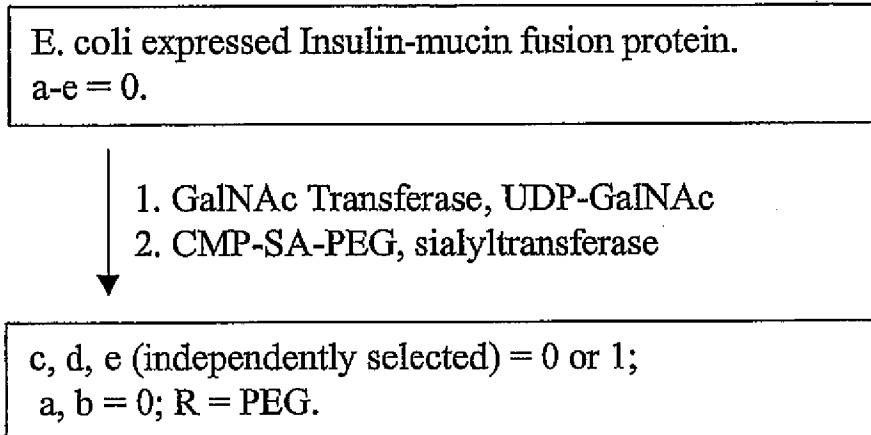 E. coli expressed Insulin-mucin fusion protein.
a-e = 0.
1. GalNAc Transferase, UDP-GalNAc
2. CMP-SA-PEG, sialyltransferase
c, d, e (independently selected) = 0 or 1;
a, b = 0; R = PEG.